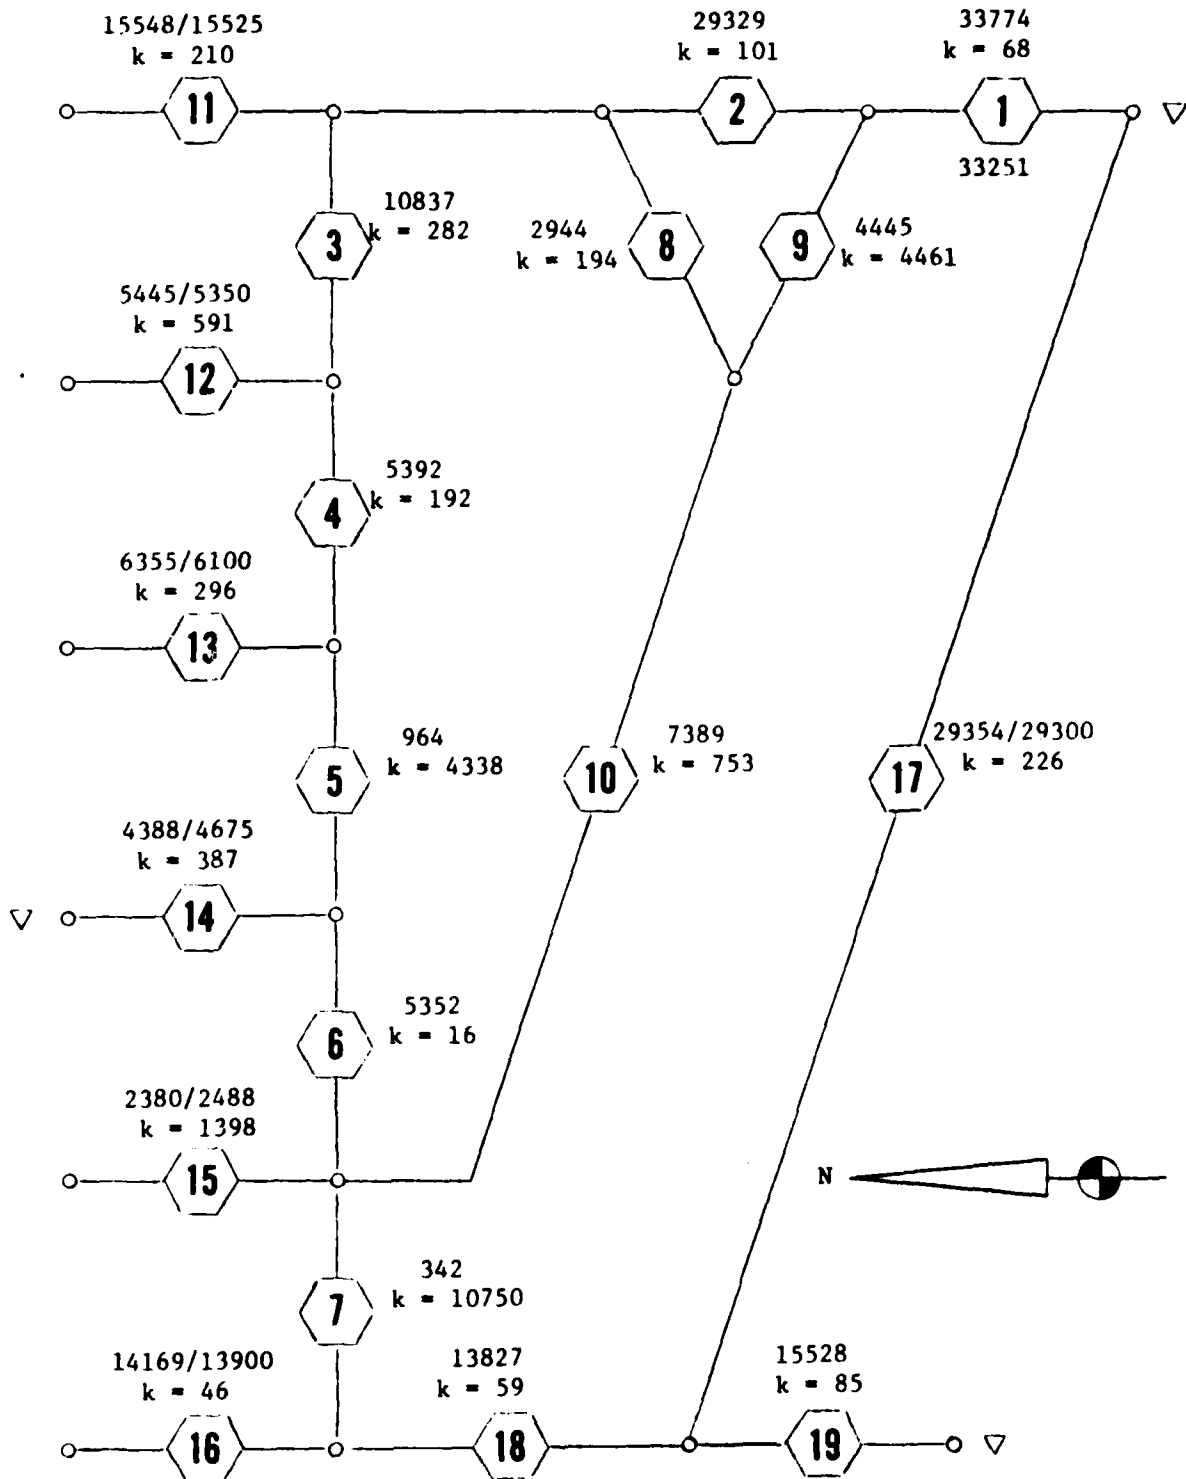 15548/15525
k = 210
11
29329
k = 101
2
33774
k = 68
1
33251
10837
k = 282
3
2944
k = 194
8
9
4445
k = 4461
5445/5350
k = 591
12
5392
k = 192
4
6355/6100
k = 296
13
964
k = 4338
5
7389
k = 753
10
29354/29300
k = 226
17
4388/4675
k = 387
14
5352
k = 16
6
2380/2488
k = 1398
15
N
342
k = 10750
7
14169/13900
k = 46
16
13827
k = 59
18
15528
k = 85
19